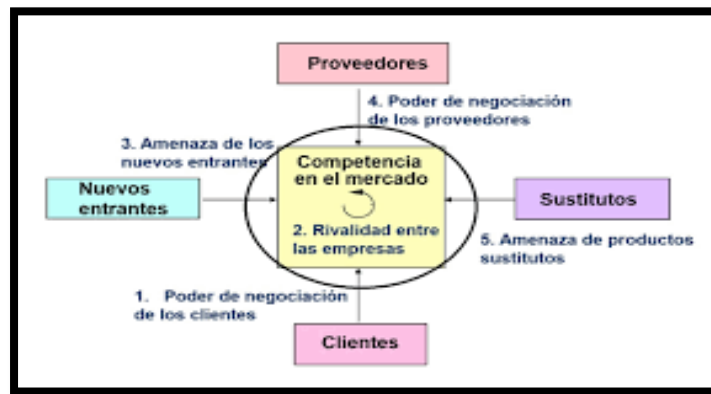 Proveedores
4. Poder de negociación
de los proveedores
3. Amenaza de los
nuevos entrantes
Competencia
en el mercado
Nuevos
entrantes
Sustitutos
2. Rivalidad entre
las empresas
5. Amenaza de productos
sustitutos
1. Poder de negociación
de los clientes
Clientes